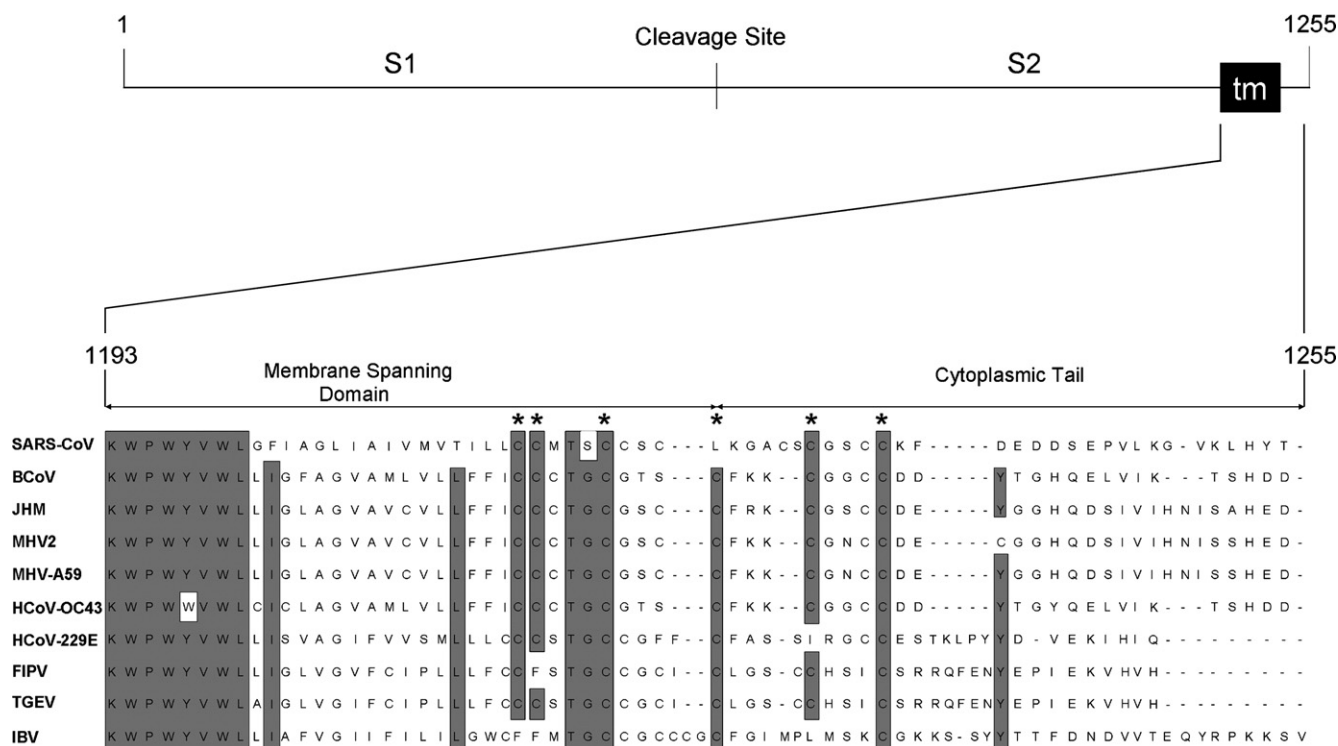 1 Cleavage Site 1255
S1 S2
tm
1193 1255
Membrane Spanning Domain Cytoplasmic Tail
* * * * * *
SARS-CoV K W P W Y V W L G F I A G L I A I V M V T I L L C C M T S C C S C - - - L K G A C S C G S C C K F - - - - - D E D D S E P V L K G - V K L H Y T -
BCoV K W P W Y V W L L I G F A G V A M L V L L F F I C C C T G C G T S - - - C F K K - - C G G C C D D - - - - - Y T G H Q E L V I K - - - T S H D D -
JHM K W P W Y V W L L I G L A G V A V C V L L F F I C C C T G C G S C - - - C F R K - - C G S C C D E - - - - - Y G G H Q D S I V I H N I S A H E D -
MHV2 K W P W Y V W L L I G L A G V A V C V L L F F I C C C T G C G S C - - - C F K K - - C G N C C D E - - - - - C G G H Q D S I V I H N I S S H E D -
MHV-A59 K W P W Y V W L L I G L A G V A V C V L L F F I C C C T G C G S C - - - C F K K - - C G N C C D E - - - - - Y G G H Q D S I V I H N I S S H E D -
HCoV-OC43 K W P W W V W L C I C L A G V A M L V L L F F I C C C T G C G T S - - - C F K K - - C G G C C D D - - - - - Y T G Y Q E L V I K - - - T S H D D -
HCoV-229E K W P W Y V W L L I S V A G I F V V S M L L L C C C S T G C C G F F - - C F A S - S I R G C C E S T K L P Y Y D - V E K I H I Q - - - - - - - - -
FIPV K W P W Y V W L L I G L V G V F C I P L L L F C C F S T G C C G C I - - C L G S - C C H S I C S R R Q F E N Y E P I E K V H V H - - - - - - - - -
TGEV K W P W Y V W L A I G L V G I F C I P L L L F C C C S T G C C G C I - - C L G S - C C H S I C S R R Q F E N Y E P I E K V H V H - - - - - - - - -
IBV K W P W Y V W L L I A F V G I I F I L I L G W C F F M T G C C G C C C G C F G I M P L M S K C G K K S - S Y Y T T F D N D V V T E Q Y R P K K S V